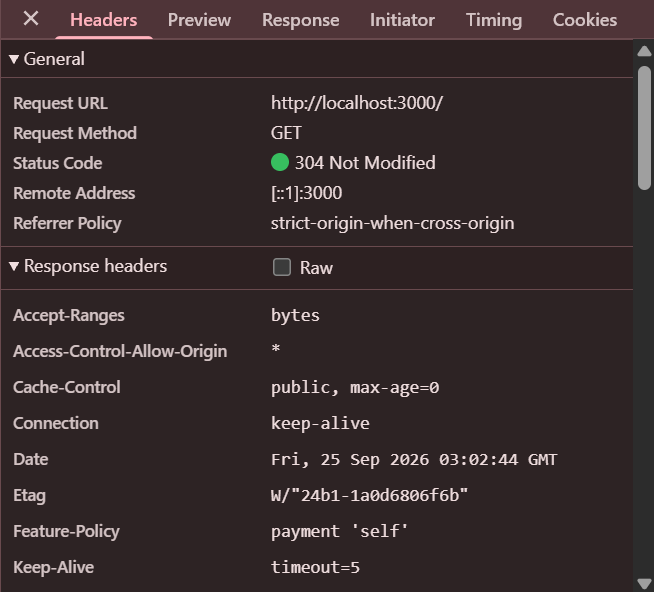 Headers Preview Response Initiator Timing Cookies
General
Request URL http://localhost:3000/
Request Method GET
Status Code 304 Not Modified
Remote Address [::1]:3000
Referrer Policy strict-origin-when-cross-origin
Response headers Raw
Accept-Ranges bytes
Access-Control-Allow-Origin *
Cache-Control public, max-age=0
Connection keep-alive
Date Fri, 25 Sep 2026 03:02:44 GMT
Etag W/"24b1-1a0d6806f6b"
Feature-Policy payment 'self'
Keep-Alive timeout=5